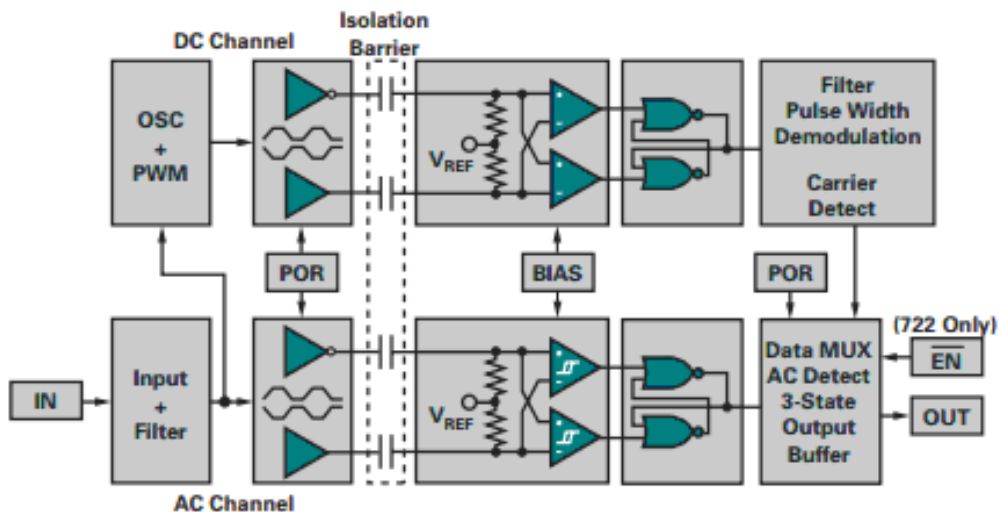 Isolation
Barrier
DC Channel
OSC
+
PWM
VREF
Filter
Pulse Width
Demodulation
Carrier
Detect
POR
BIAS
POR
(722 Only)
IN
Input
+
Filter
VREF
Data MUX
AC Detect
3-State
Output
Buffer
EN
OUT
AC Channel